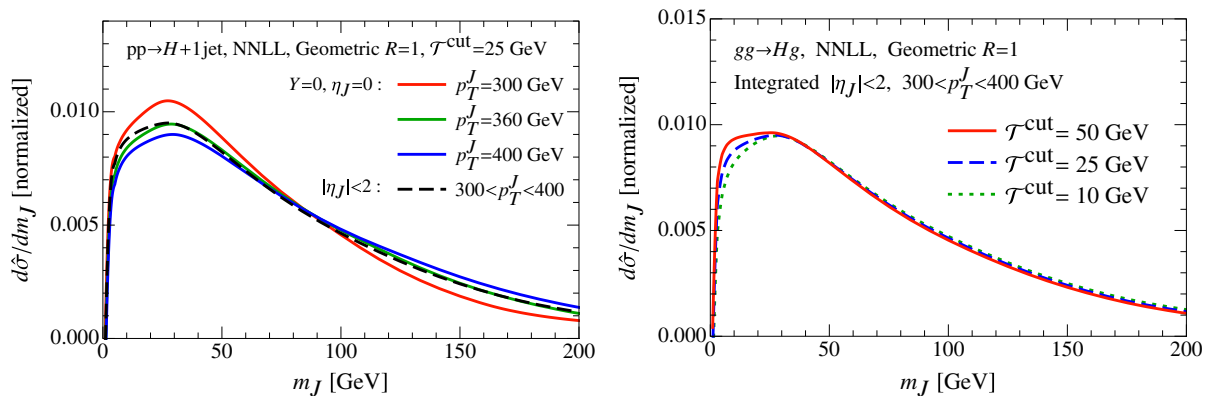 pp→H+1jet, NNLL, Geometric R=1, 𝒯^cut=25 GeV
Y=0, η_J=0 : p_T^J=300 GeV
p_T^J=360 GeV
p_T^J=400 GeV
|η_J|<2 : 300<p_T^J<400
0.010
0.005
0.000
0 50 100 150 200
m_J [GeV]
dσ̂/dm_J [normalized]
gg→Hg, NNLL, Geometric R=1
Integrated |η_J|<2, 300<p_T^J<400 GeV
𝒯^cut= 50 GeV
𝒯^cut= 25 GeV
𝒯^cut= 10 GeV
0.015
0.010
0.005
0.000
0 50 100 150 200
m_J [GeV]
dσ̂/dm_J [normalized]